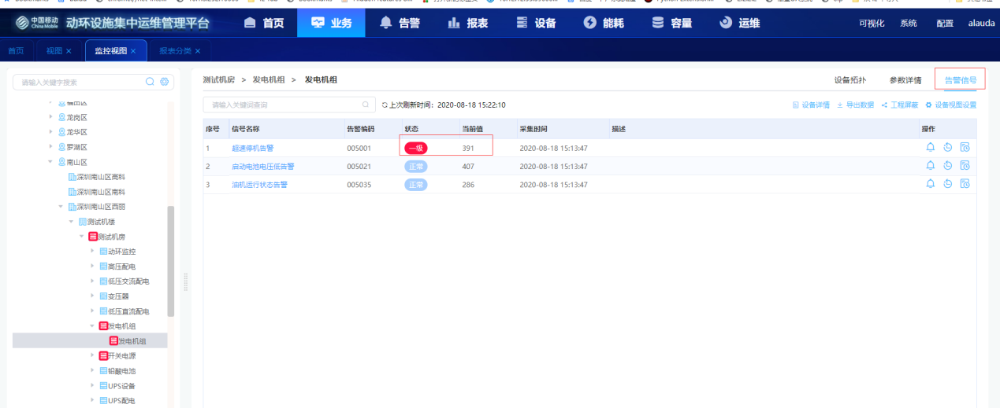 中国移动 China Mobile 动环设施集中运维管理平台 首页 业务 告警 报表 设备 能耗 容量 运维 可视化 系统 配置 alauda
首页 视图 × 监控视图 × 报表分类 ×
请输入关键字搜索
福田区
龙岗区
龙华区
罗湖区
南山区
深圳南山区高科
深圳南山区南科
深圳南山区西丽
测试机楼
测试机房
动环监控
高压配电
低压交流配电
变压器
低压直流配电
发电机组
发电机组
开关电源
铅酸电池
UPS设备
UPS配电
测试机房 > 发电机组 > 发电机组 设备拓扑 参数详情 告警信号
请输入关键词查询 上次刷新时间: 2020-08-18 15:22:10 设备详情 导出数据 工程屏蔽 设备视图设置
序号 信号名称 告警编码 状态 当前值 采集时间 描述 操作
1 超速停机告警 005001 一级 391 2020-08-18 15:13:47
2 启动电池电压低告警 005021 正常 407 2020-08-18 15:13:47
3 油机运行状态告警 005035 正常 286 2020-08-18 15:13:47